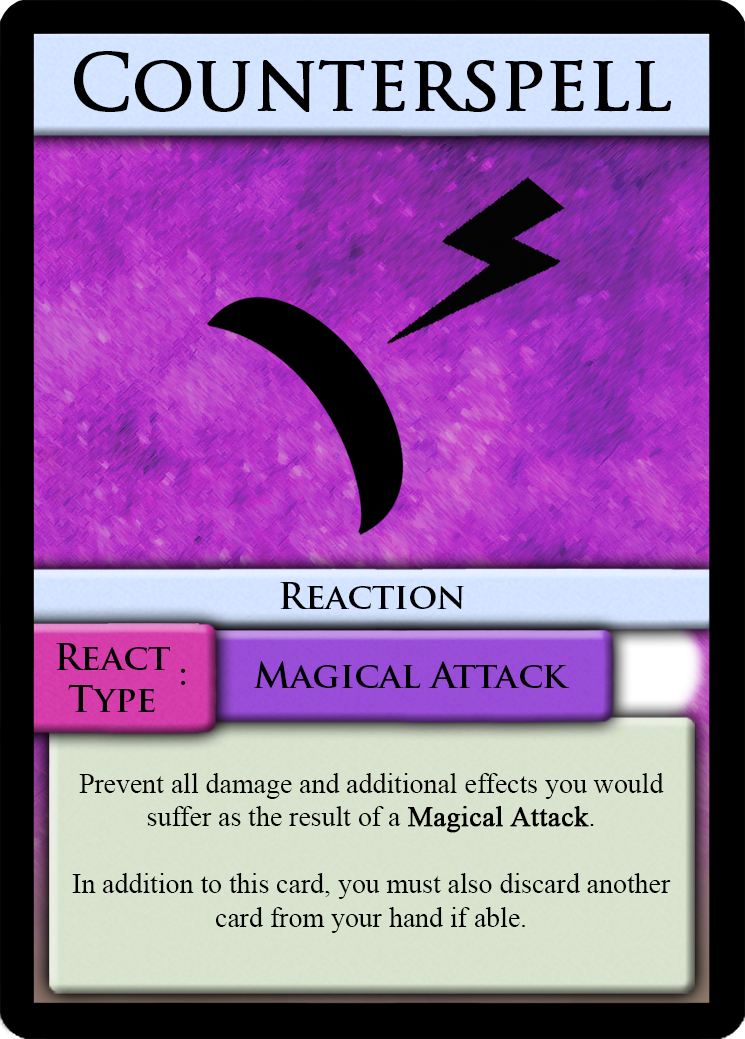 Counterspell
Reaction
React
Type :
Magical Attack
Prevent all damage and additional effects you would
suffer as the result of a Magical Attack.
In addition to this card, you must also discard another
card from your hand if able.